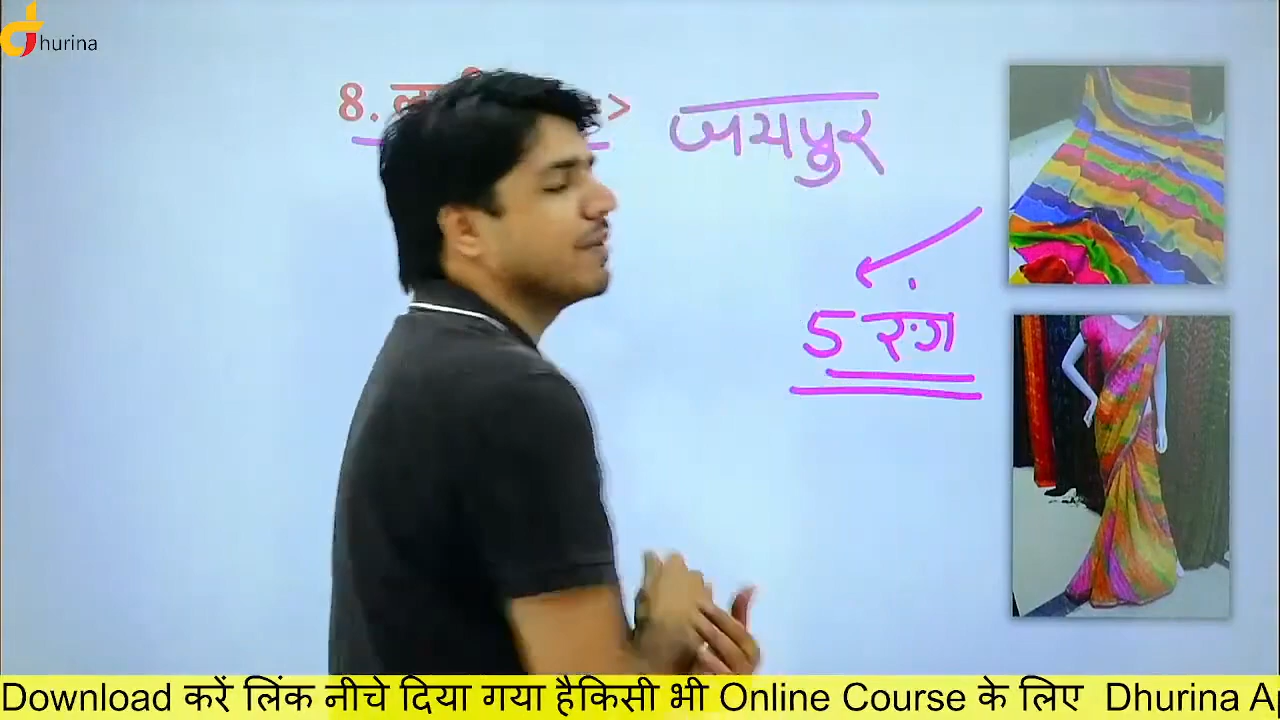 dhurina
8. >
जयपुर
5 रंग
Download करें लिंक नीचे दिया गया हैकिसी भी Online Course के लिए Dhurina A